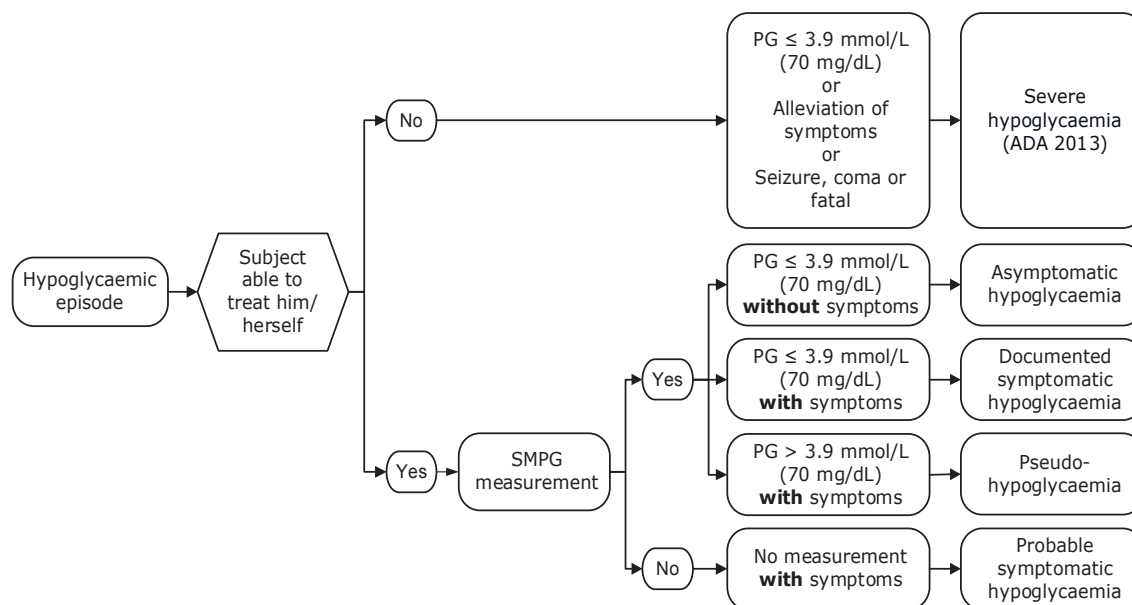 Hypoglycaemic
episode
Subject
able to
treat him/
herself
No
PG ≤ 3.9 mmol/L
(70 mg/dL)
or
Alleviation of
symptoms
or
Seizure, coma or
fatal
Severe
hypoglycaemia
(ADA 2013)
Yes
SMPG
measurement
Yes
PG ≤ 3.9 mmol/L
(70 mg/dL)
without symptoms
Asymptomatic
hypoglycaemia
PG ≤ 3.9 mmol/L
(70 mg/dL)
with symptoms
Documented
symptomatic
hypoglycaemia
PG > 3.9 mmol/L
(70 mg/dL)
with symptoms
Pseudo-
hypoglycaemia
No
No measurement
with symptoms
Probable
symptomatic
hypoglycaemia